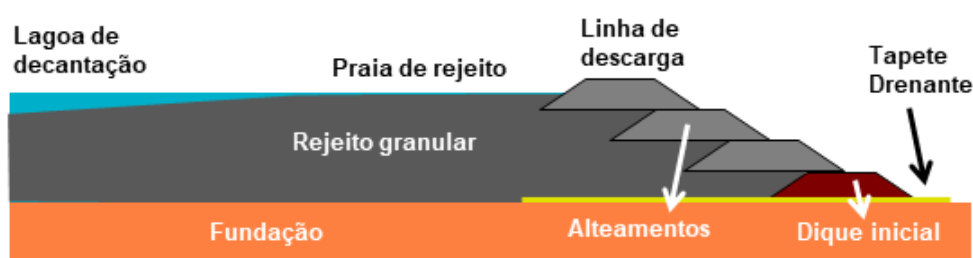 Lagoa de
decantação
Praia de rejeito
Linha de
descarga
Tapete
Drenante
Rejeito granular
Fundação
Alteamentos
Dique inicial